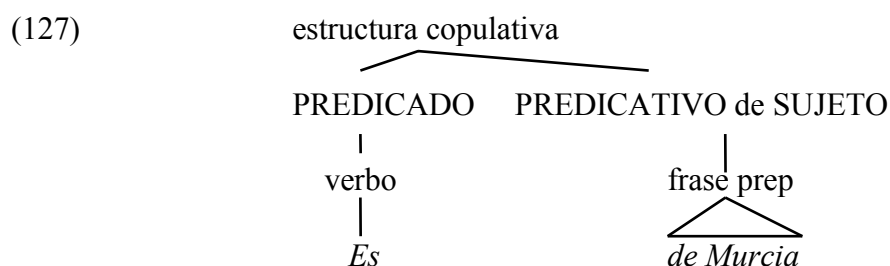 (127) estructura copulativa
PREDICADO PREDICATIVO de SUJETO
verbo frase prep
Es de Murcia